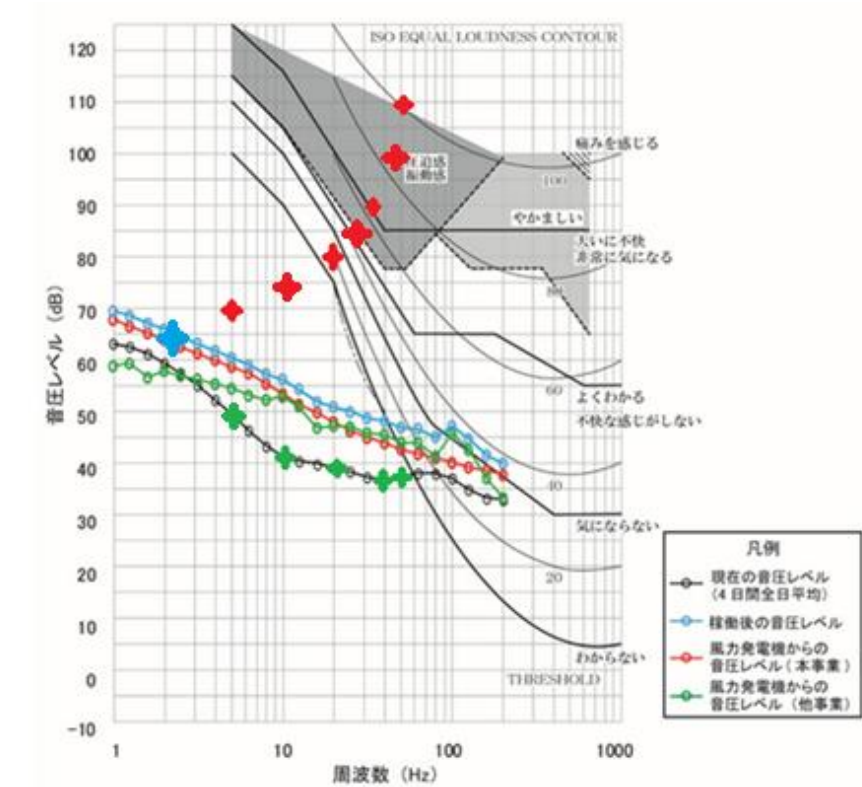 ISO EQUAL LOUDNESS CONTOUR
120
110
100
90
80
70
60
50
40
30
20
10
0
-10
音圧レベル (dB)
1
10
100
1000
周波数 (Hz)
痛みを感じる
100
圧迫感
振動感
やかましい
大いに不快
非常に気になる
80
60
よくわかる
不快な感じがしない
40
気にならない
20
わからない
THRESHOLD
凡例
現在の音圧レベル
(4日間全日平均)
稼働後の音圧レベル
風力発電機からの
音圧レベル(本事業)
風力発電機からの
音圧レベル(他事業)